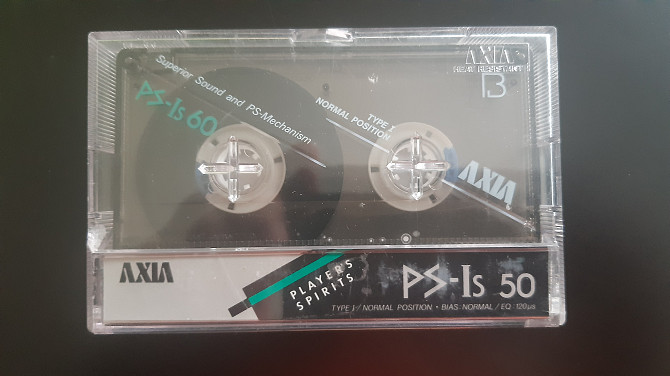 AXIA
HEAT RESISTANT
B
Superior Sound and PS-Mechanism
PS-Is 60
TYPE I
NORMAL POSITION
AXIA
AXIA
PLAYERS
SPIRITS
PS-Is 50
TYPE I / NORMAL POSITION • BIAS NORMAL / EQ 120μs